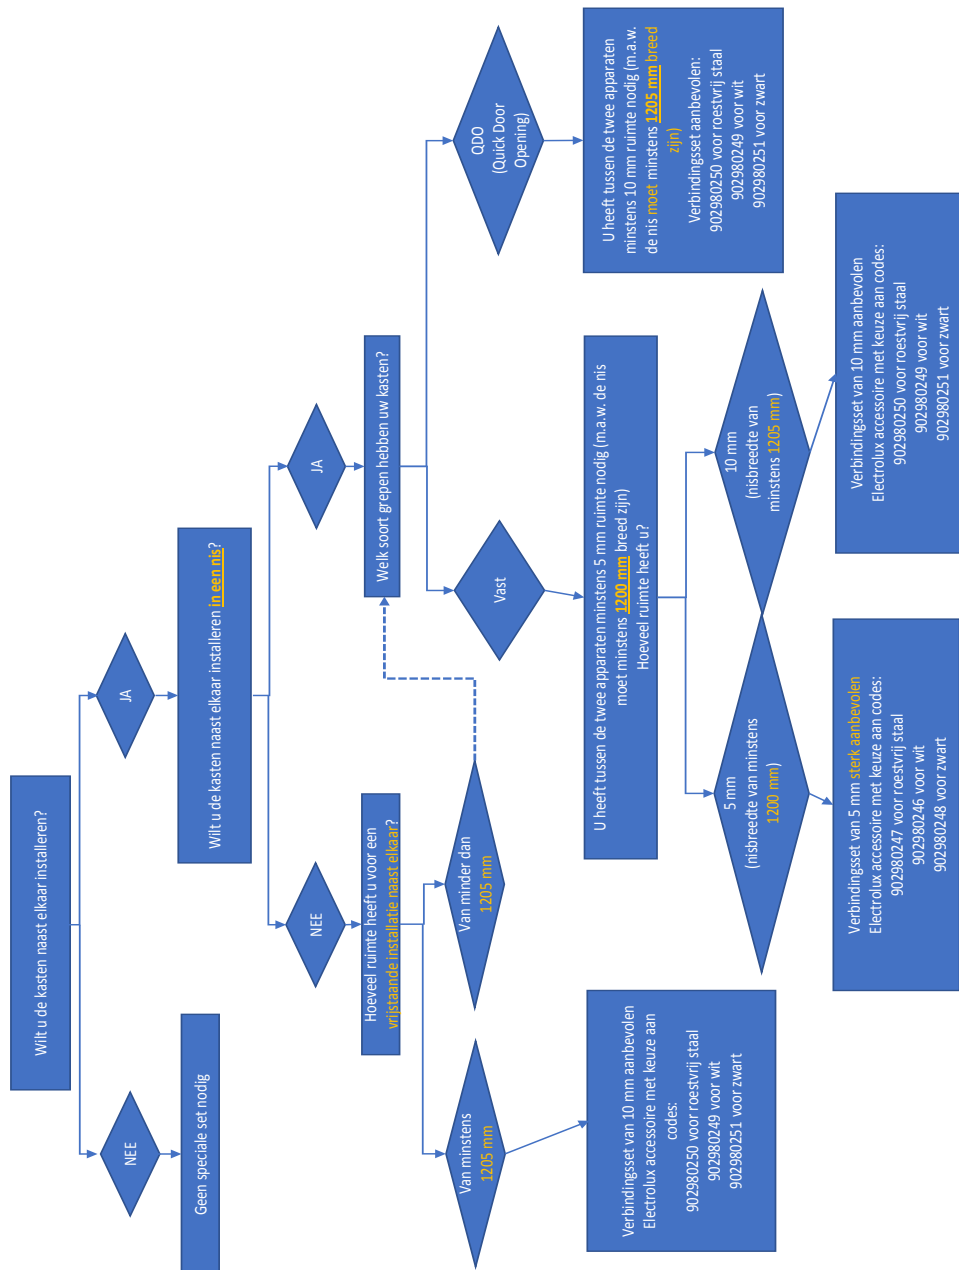 Wilt u de kasten naast elkaar installeren?
NEE
JA
Geen speciale set nodig
Wilt u de kasten naast elkaar installeren in een nis?
NEE
JA
Hoeveel ruimte heeft u voor een
vrijstaande installatie naast elkaar?
Welk soort grepen hebben uw kasten?
Van minstens
1205 mm
Van minder dan
1205 mm
Vast
QDO
(Quick Door
Opening)
Verbindingsset van 10 mm aanbevolen
Electrolux accessoire met keuze aan
codes:
902980250 voor roestvrij staal
902980249 voor wit
902980251 voor zwart
U heeft tussen de twee apparaten minstens 5 mm ruimte nodig (m.a.w. de nis
moet minstens 1200 mm breed zijn)
Hoeveel ruimte heeft u?
U heeft tussen de twee apparaten
minstens 10 mm ruimte nodig (m.a.w.
de nis moet minstens 1205 mm breed
zijn)
Verbindingsset aanbevolen:
902980250 voor roestvrij staal
902980249 voor wit
902980251 voor zwart
5 mm
(nisbreedte van minstens
1200 mm)
10 mm
(nisbreedte van
minstens 1205 mm)
Verbindingsset van 5 mm sterk aanbevolen
Electrolux accessoire met keuze aan codes:
902980247 voor roestvrij staal
902980246 voor wit
902980248 voor zwart
Verbindingsset van 10 mm aanbevolen
Electrolux accessoire met keuze aan codes:
902980250 voor roestvrij staal
902980249 voor wit
902980251 voor zwart